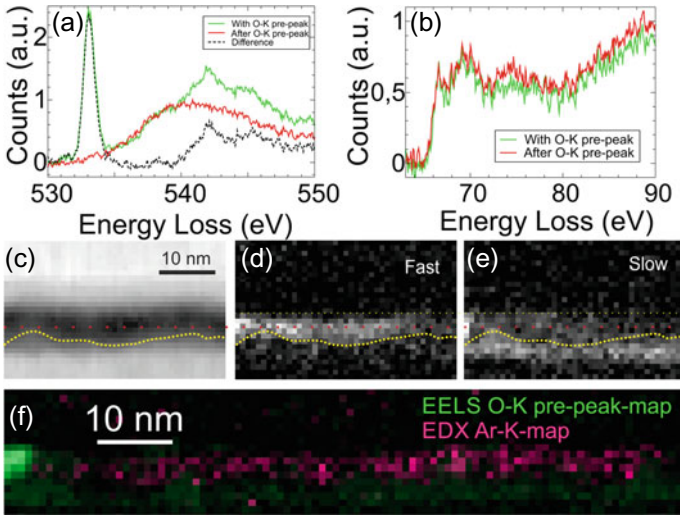 (a)
With O-K pre-peak
After O-K pre-peak
Difference
Counts (a.u.)
2
1
0
530 540 550
Energy Loss (eV)
(b)
1,0
0,5
0
With O-K pre-peak
After O-K pre-peak
Counts (a.u.)
70 80 90
Energy Loss (eV)
(c)
10 nm
(d)
Fast
(e)
Slow
(f)
10 nm
EELS O-K pre-peak-map
EDX Ar-K-map